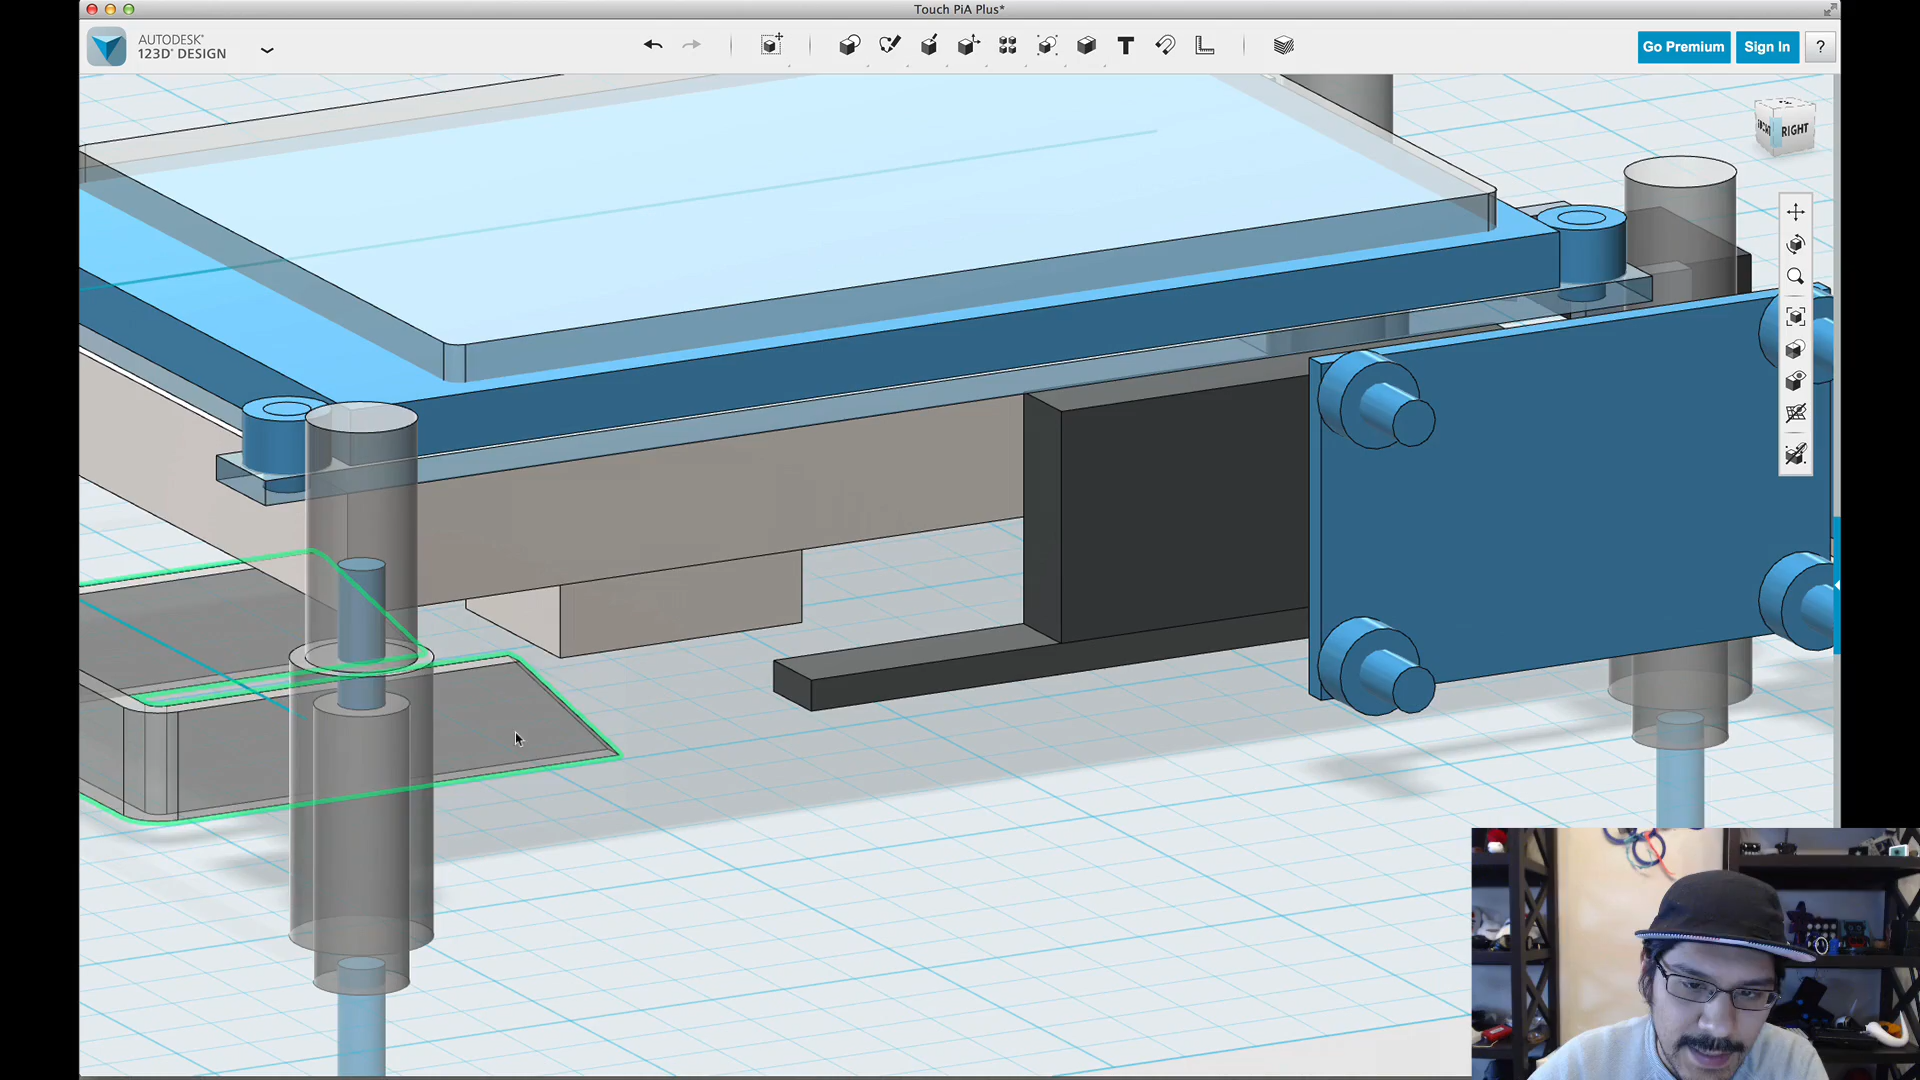 Touch PiA Plus*
AUTODESK®
123D® DESIGN
T
Go Premium
Sign In
?
RIGHT